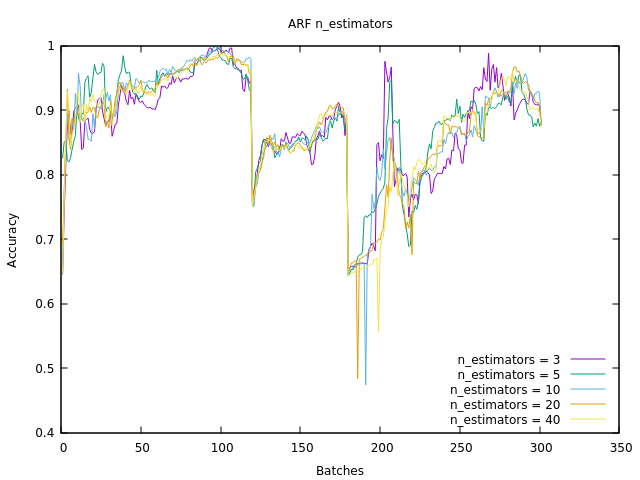 ARF n_estimators
1
0.9
0.8
0.7
0.6
0.5
0.4
Accuracy
n_estimators = 3
n_estimators = 5
n_estimators = 10
n_estimators = 20
n_estimators = 40
0 50 100 150 200 250 300 350
Batches